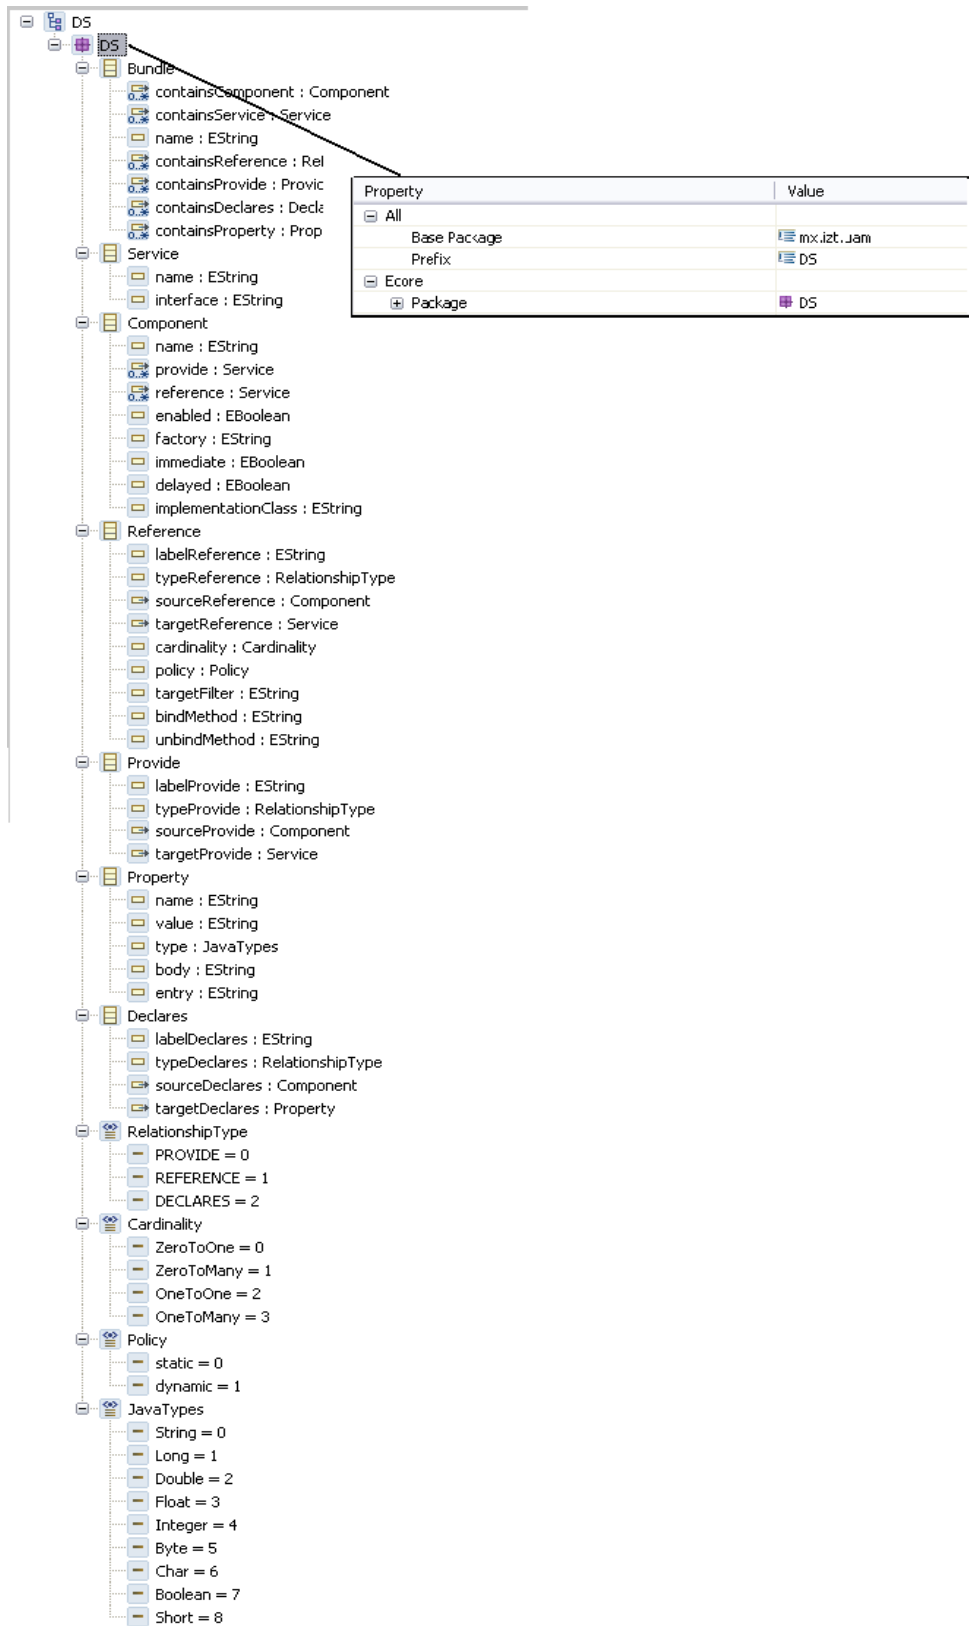 DS
DS
Bundle
containsComponent : Component
containsService : Service
name : EString
containsReference : Ref
containsProvide : Provid
containsDeclares : Decla
containsProperty : Prop
Service
name : EString
interface : EString
Component
name : EString
provide : Service
reference : Service
enabled : EBoolean
factory : EString
immediate : EBoolean
delayed : EBoolean
implementationClass : EString
Reference
labelReference : EString
typeReference : RelationshipType
sourceReference : Component
targetReference : Service
cardinality : Cardinality
policy : Policy
targetFilter : EString
bindMethod : EString
unbindMethod : EString
Provide
labelProvide : EString
typeProvide : RelationshipType
sourceProvide : Component
targetProvide : Service
Property
name : EString
value : EString
type : JavaTypes
body : EString
entry : EString
Declares
labelDeclares : EString
typeDeclares : RelationshipType
sourceDeclares : Component
targetDeclares : Property
RelationshipType
PROVIDE = 0
REFERENCE = 1
DECLARES = 2
Cardinality
ZeroToOne = 0
ZeroToMany = 1
OneToOne = 2
OneToMany = 3
Policy
static = 0
dynamic = 1
JavaTypes
String = 0
Long = 1
Double = 2
Float = 3
Integer = 4
Byte = 5
Char = 6
Boolean = 7
Short = 8
Property Value
All
Base Package mx.izt.uam
Prefix DS
Ecore
Package DS